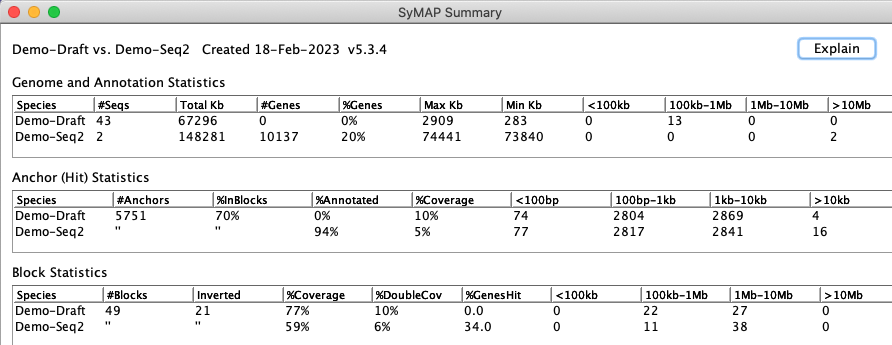 SyMAP Summary
Demo-Draft vs. Demo-Seq2 Created 18-Feb-2023 v5.3.4 Explain
Genome and Annotation Statistics
Species #Seqs Total Kb #Genes %Genes Max Kb Min Kb <100kb 100kb-1Mb 1Mb-10Mb >10Mb
Demo-Draft 43 67296 0 0% 2909 283 0 13 0 0
Demo-Seq2 2 148281 10137 20% 74441 73840 0 0 0 2
Anchor (Hit) Statistics
Species #Anchors %InBlocks %Annotated %Coverage <100bp 100bp-1kb 1kb-10kb >10kb
Demo-Draft 5751 70% 0% 10% 74 2804 2869 4
Demo-Seq2 " " 94% 5% 77 2817 2841 16
Block Statistics
Species #Blocks Inverted %Coverage %DoubleCov %GenesHit <100kb 100kb-1Mb 1Mb-10Mb >10Mb
Demo-Draft 49 21 77% 10% 0.0 0 22 27 0
Demo-Seq2 " " 59% 6% 34.0 0 11 38 0